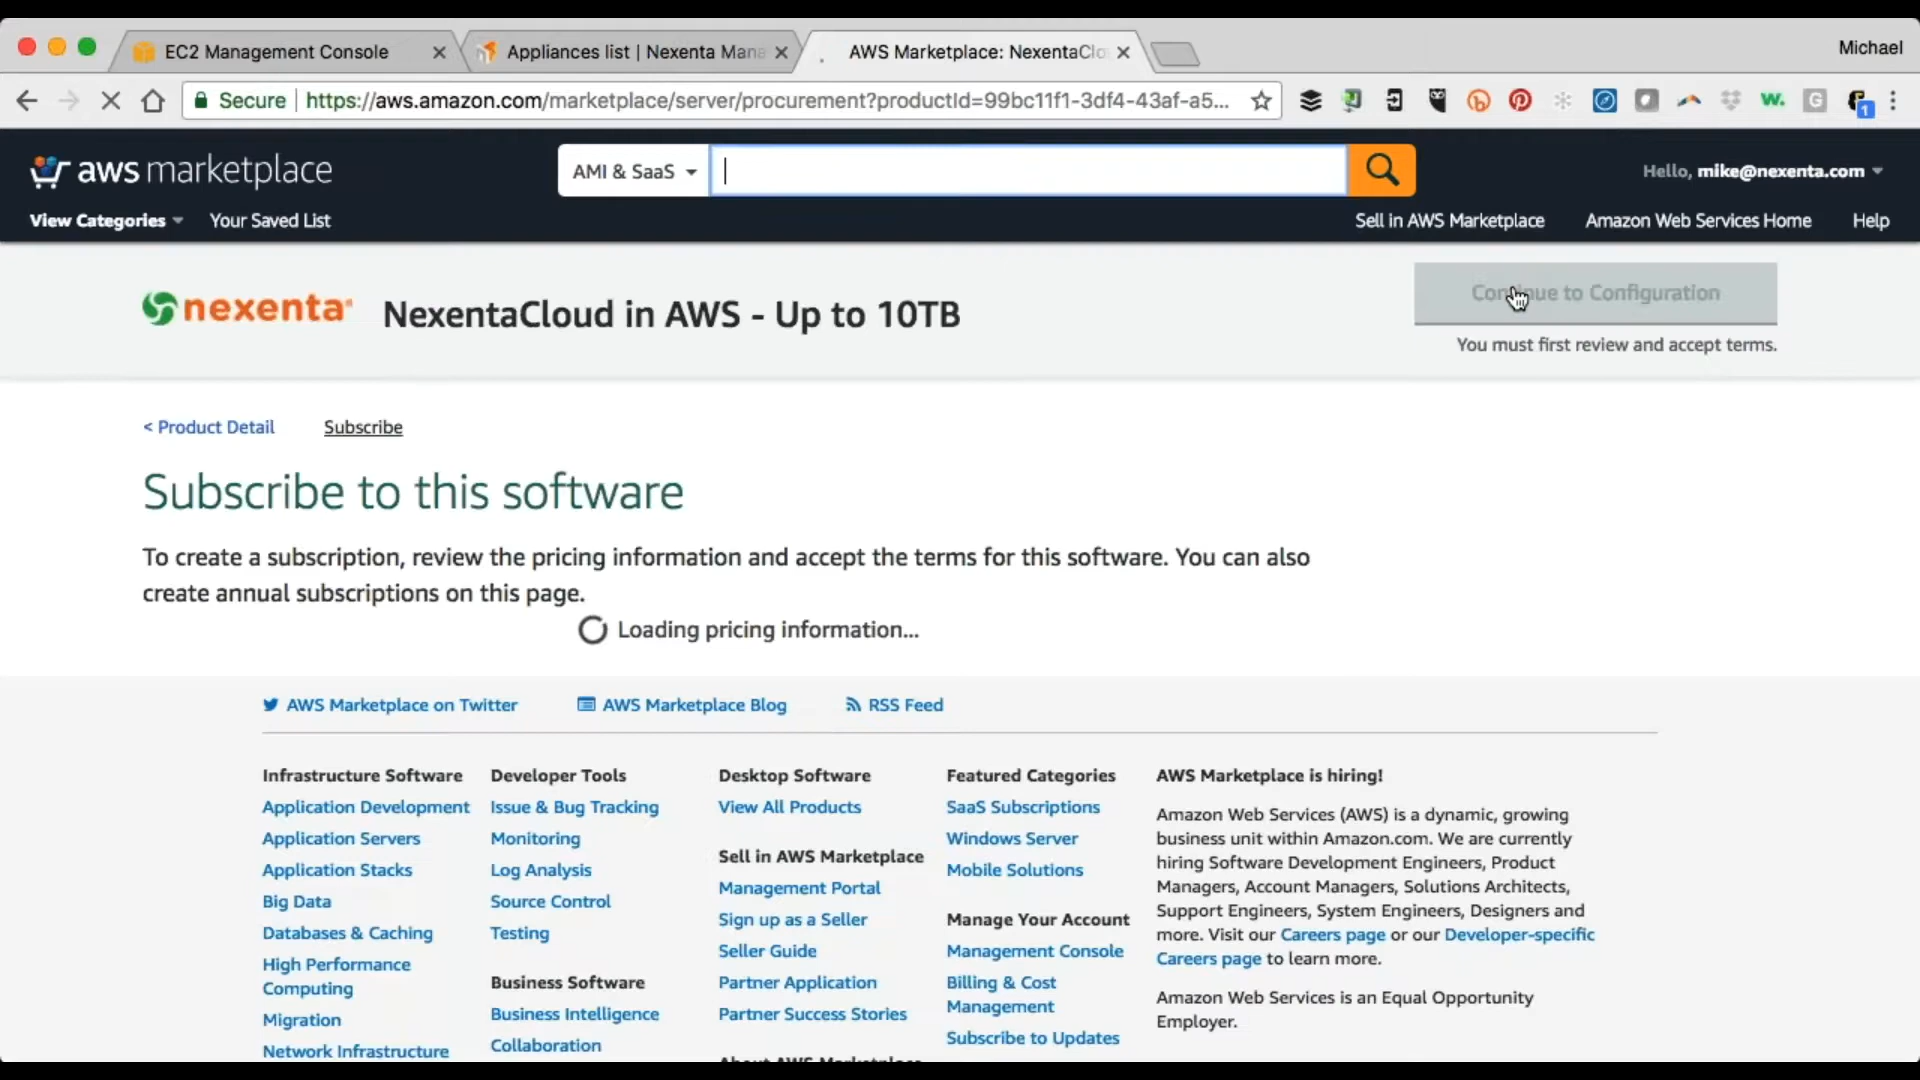 EC2 Management Console
Appliances list | Nexenta Mana
AWS Marketplace: NexentaClo
Michael
Secure
https://aws.amazon.com/marketplace/server/procurement?productId=99bc11f1-3df4-43af-a5...
aws marketplace
AMI & SaaS
Hello, mike@nexenta.com
View Categories
Your Saved List
Sell in AWS Marketplace
Amazon Web Services Home
Help
nexenta
NexentaCloud in AWS - Up to 10TB
Continue to Configuration
You must first review and accept terms.
< Product Detail
Subscribe
Subscribe to this software
To create a subscription, review the pricing information and accept the terms for this software. You can also
create annual subscriptions on this page.
Loading pricing information...
AWS Marketplace on Twitter
AWS Marketplace Blog
RSS Feed
Infrastructure Software
Application Development
Application Servers
Application Stacks
Big Data
Databases & Caching
High Performance
Computing
Migration
Network Infrastructure
Developer Tools
Issue & Bug Tracking
Monitoring
Log Analysis
Source Control
Testing
Business Software
Business Intelligence
Collaboration
Desktop Software
View All Products
Sell in AWS Marketplace
Management Portal
Sign up as a Seller
Seller Guide
Partner Application
Partner Success Stories
About AWS Marketplace
Featured Categories
SaaS Subscriptions
Windows Server
Mobile Solutions
Manage Your Account
Management Console
Billing & Cost
Management
Subscribe to Updates
AWS Marketplace is hiring!
Amazon Web Services (AWS) is a dynamic, growing
business unit within Amazon.com. We are currently
hiring Software Development Engineers, Product
Managers, Account Managers, Solutions Architects,
Support Engineers, System Engineers, Designers and
more. Visit our Careers page or our Developer-specific
Careers page to learn more.
Amazon Web Services is an Equal Opportunity
Employer.